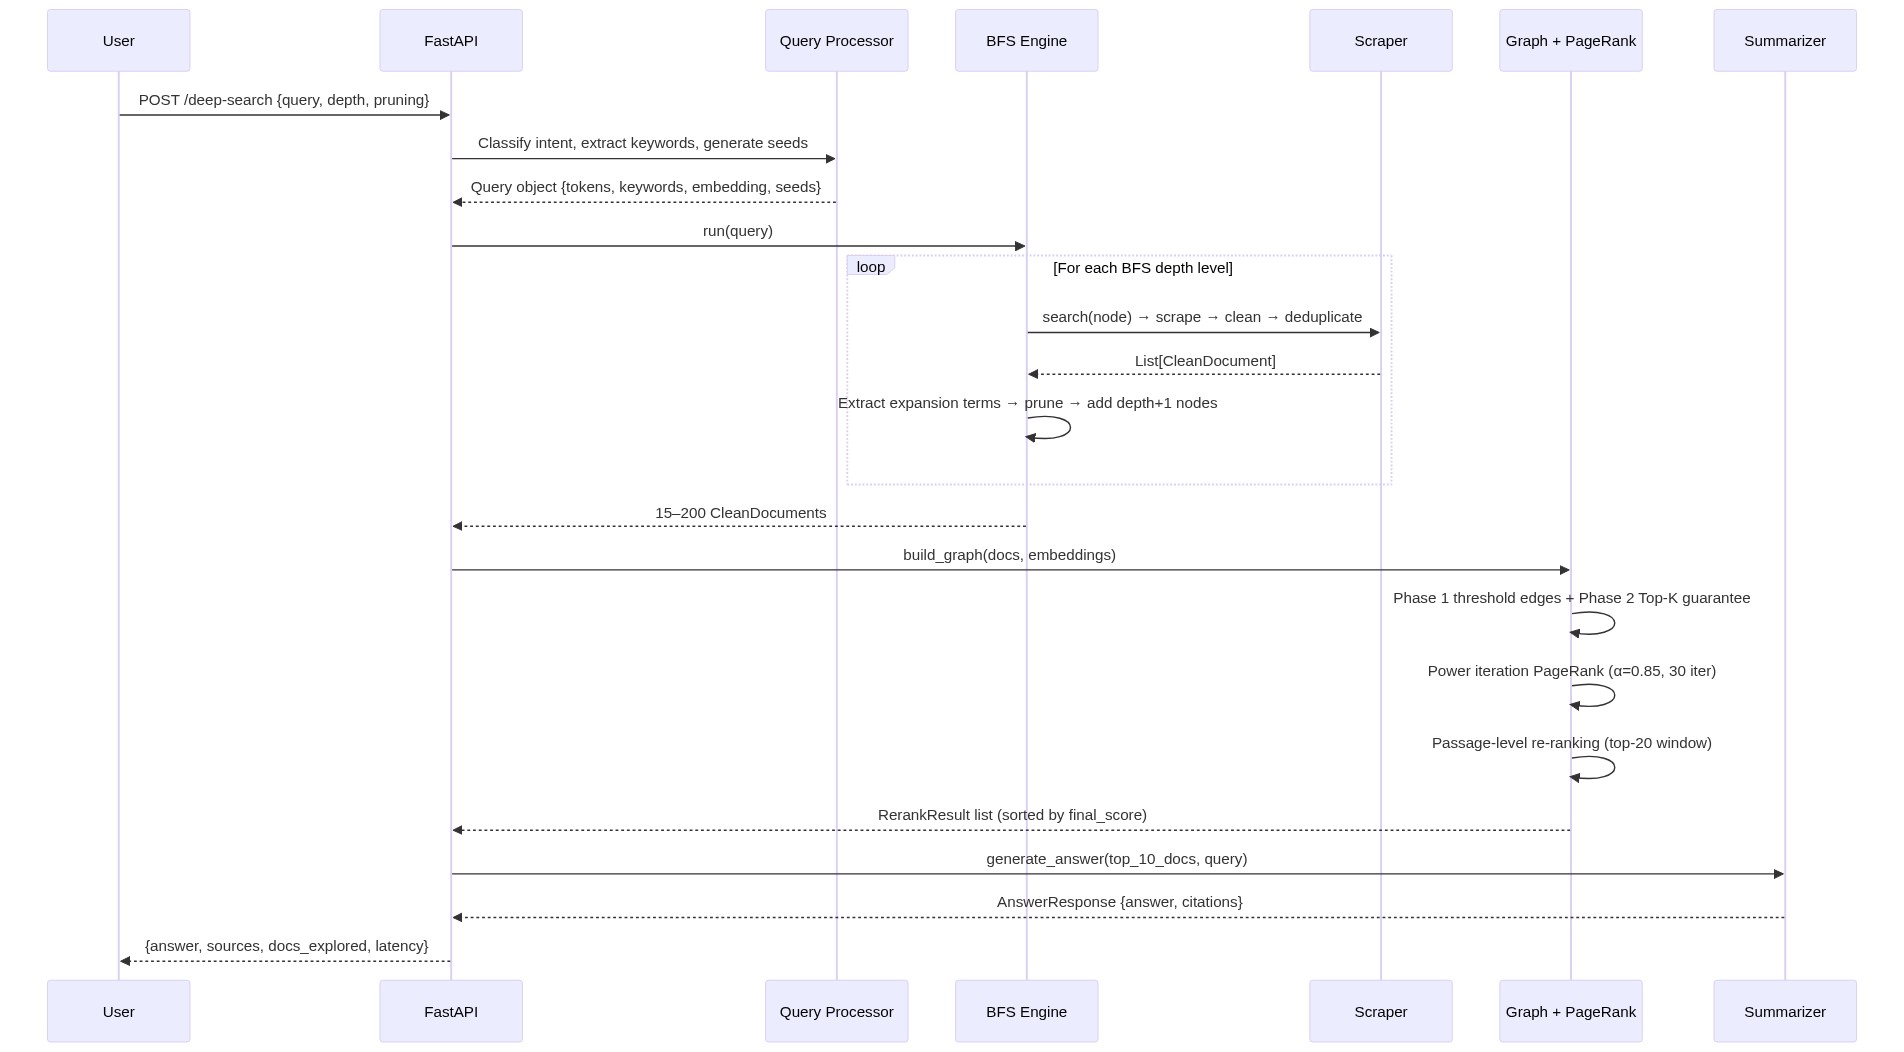 User
FastAPI
Query Processor
BFS Engine
Scraper
Graph + PageRank
Summarizer
POST /deep-search {query, depth, pruning}
Classify intent, extract keywords, generate seeds
Query object {tokens, keywords, embedding, seeds}
run(query)
loop
[For each BFS depth level]
search(node) → scrape → clean → deduplicate
List[CleanDocument]
Extract expansion terms → prune → add depth+1 nodes
15–200 CleanDocuments
build_graph(docs, embeddings)
Phase 1 threshold edges + Phase 2 Top-K guarantee
Power iteration PageRank (α=0.85, 30 iter)
Passage-level re-ranking (top-20 window)
RerankResult list (sorted by final_score)
generate_answer(top_10_docs, query)
AnswerResponse {answer, citations}
{answer, sources, docs_explored, latency}
User
FastAPI
Query Processor
BFS Engine
Scraper
Graph + PageRank
Summarizer